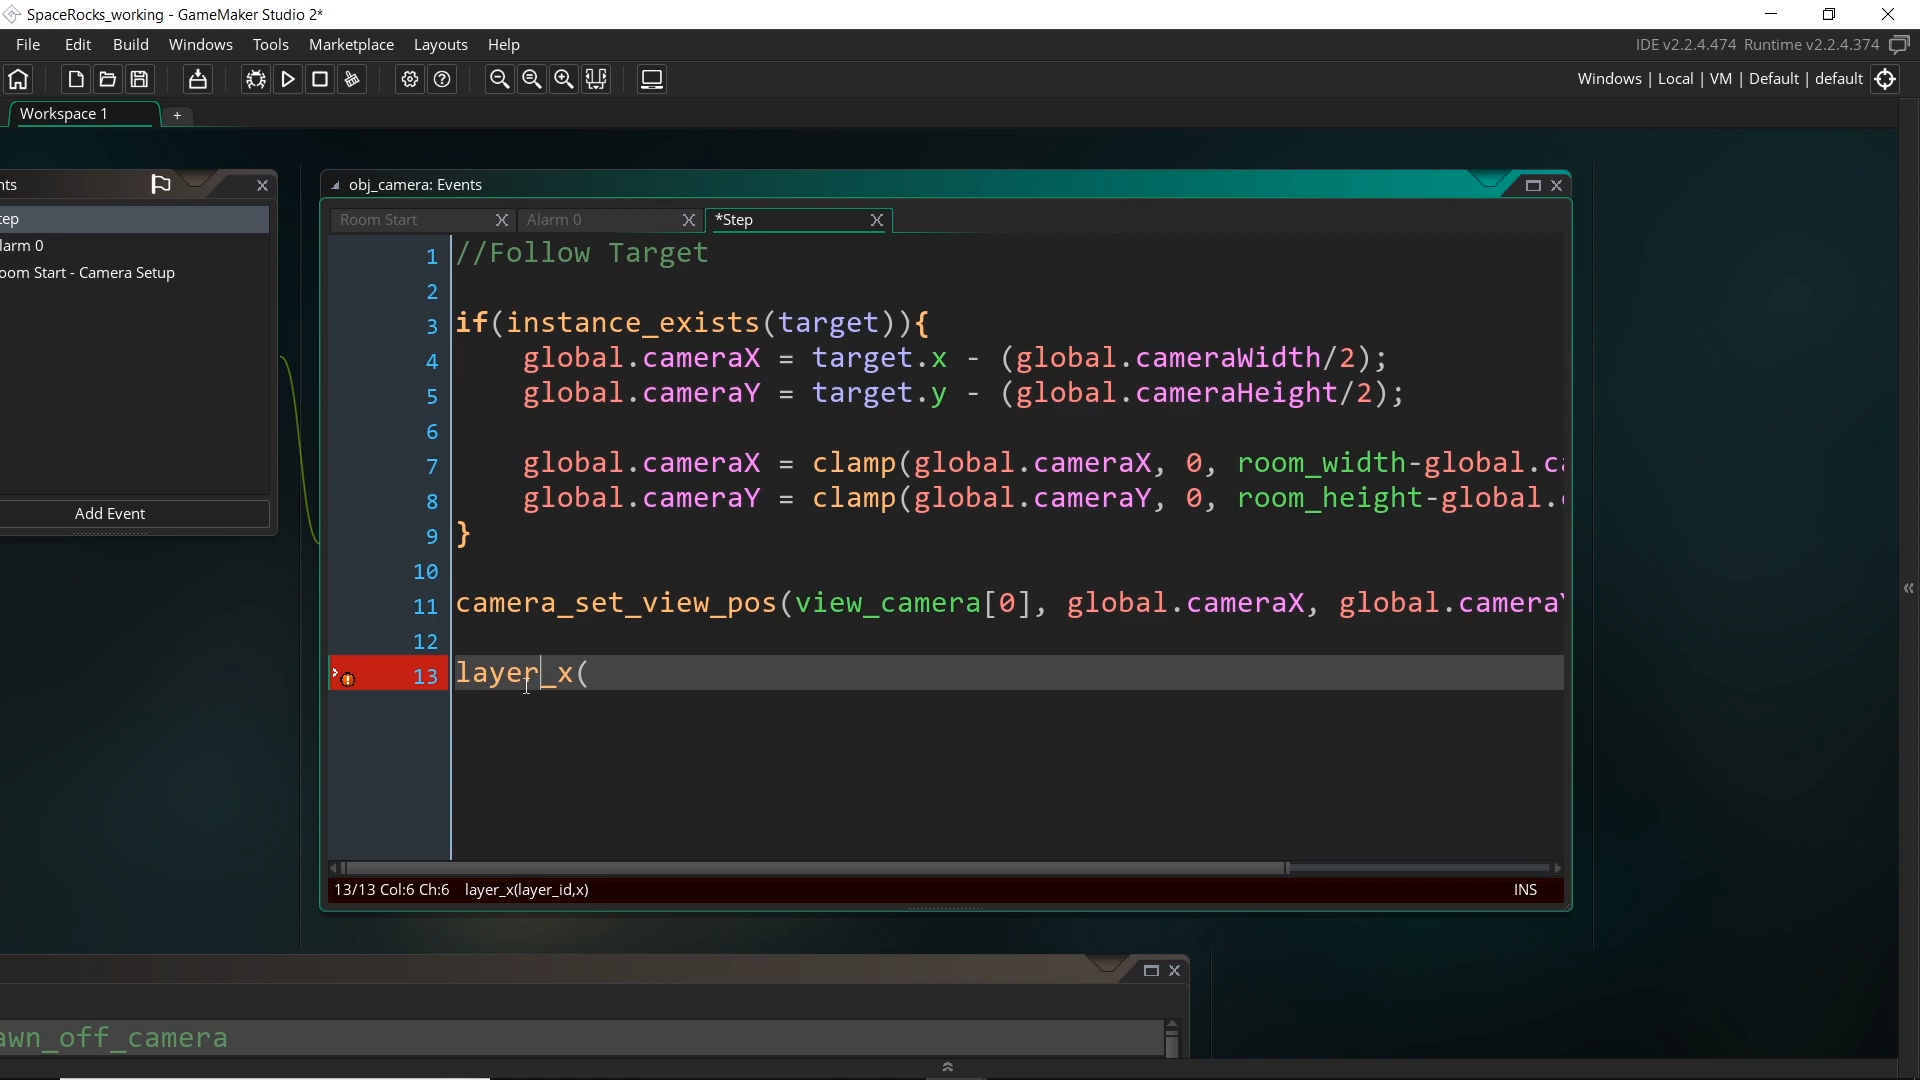 SpaceRocks_working - GameMaker Studio 2*
File Edit Build Windows Tools Marketplace Layouts Help
IDE v2.2.4.474 Runtime v2.2.4.374
Windows | Local | VM | Default | default
Workspace 1
+
nts
obj_camera: Events
tep
larm 0
oom Start - Camera Setup
Add Event
Room Start
Alarm 0
*Step
1 //Follow Target
2
3 if(instance_exists(target)){
4 global.cameraX = target.x - (global.cameraWidth/2);
5 global.cameraY = target.y - (global.cameraHeight/2);
6
7 global.cameraX = clamp(global.cameraX, 0, room_width-global.ca
8 global.cameraY = clamp(global.cameraY, 0, room_height-global.
9 }
10
11 camera_set_view_pos(view_camera[0], global.cameraX, global.cameraY
12
13 layer_x(
13/13 Col:6 Ch:6 layer_x(layer_id,x)
INS
awn_off_camera